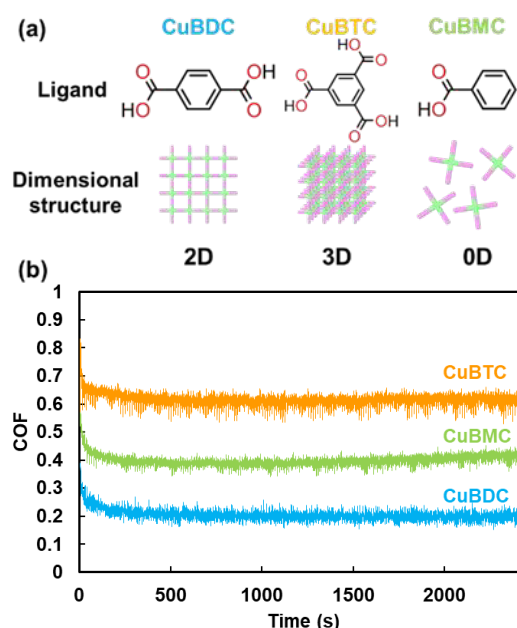 (a) CuBDC CuBTC CuBMC
Ligand
O OH HO O
HO O O OH HO O
O HO
Dimensional
structure
2D 3D 0D
(b)
1
0.9
0.8
0.7
0.6
0.5
0.4
0.3
0.2
0.1
0
COF
CuBTC
CuBMC
CuBDC
0 500 1000 1500 2000
Time (s)